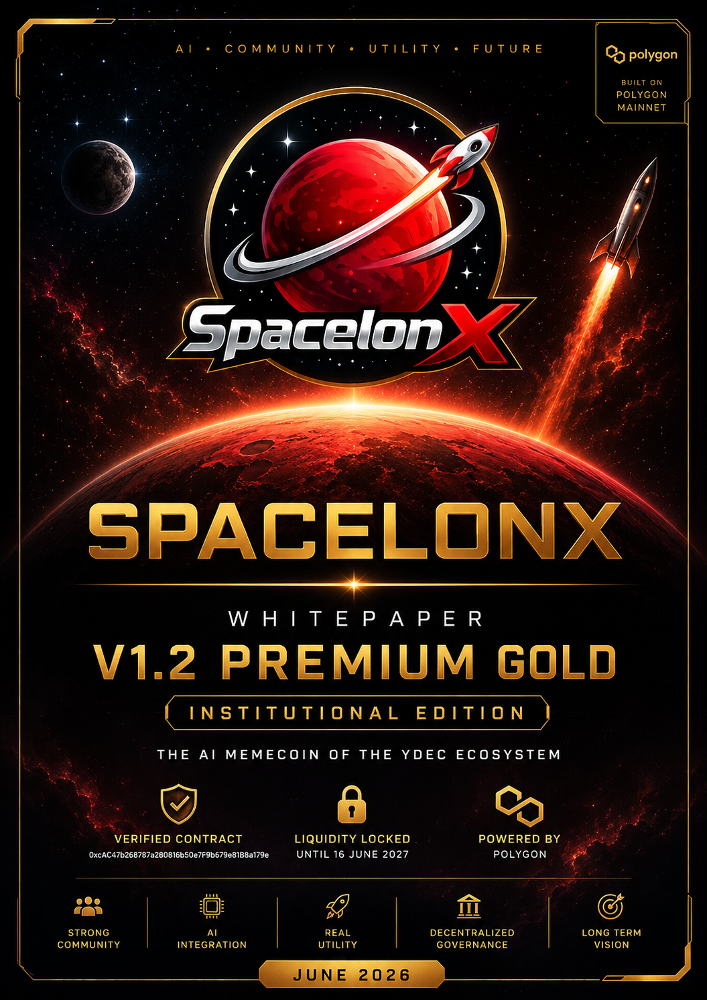 AI • COMMUNITY • UTILITY • FUTURE
polygon
BUILT ON
POLYGON
MAINNET
SpacelonX
SPACELONX
WHITEPAPER
V1.2 PREMIUM GOLD
INSTITUTIONAL EDITION
THE AI MEMECOIN OF THE YDEC ECOSYSTEM
VERIFIED CONTRACT
0xcAC47b268787a280816b50e7F9b679e81B8a179e
LIQUIDITY LOCKED
UNTIL 16 JUNE 2027
POWERED BY
POLYGON
STRONG
COMMUNITY
AI
INTEGRATION
REAL
UTILITY
DECENTRALIZED
GOVERNANCE
LONG TERM
VISION
JUNE 2026